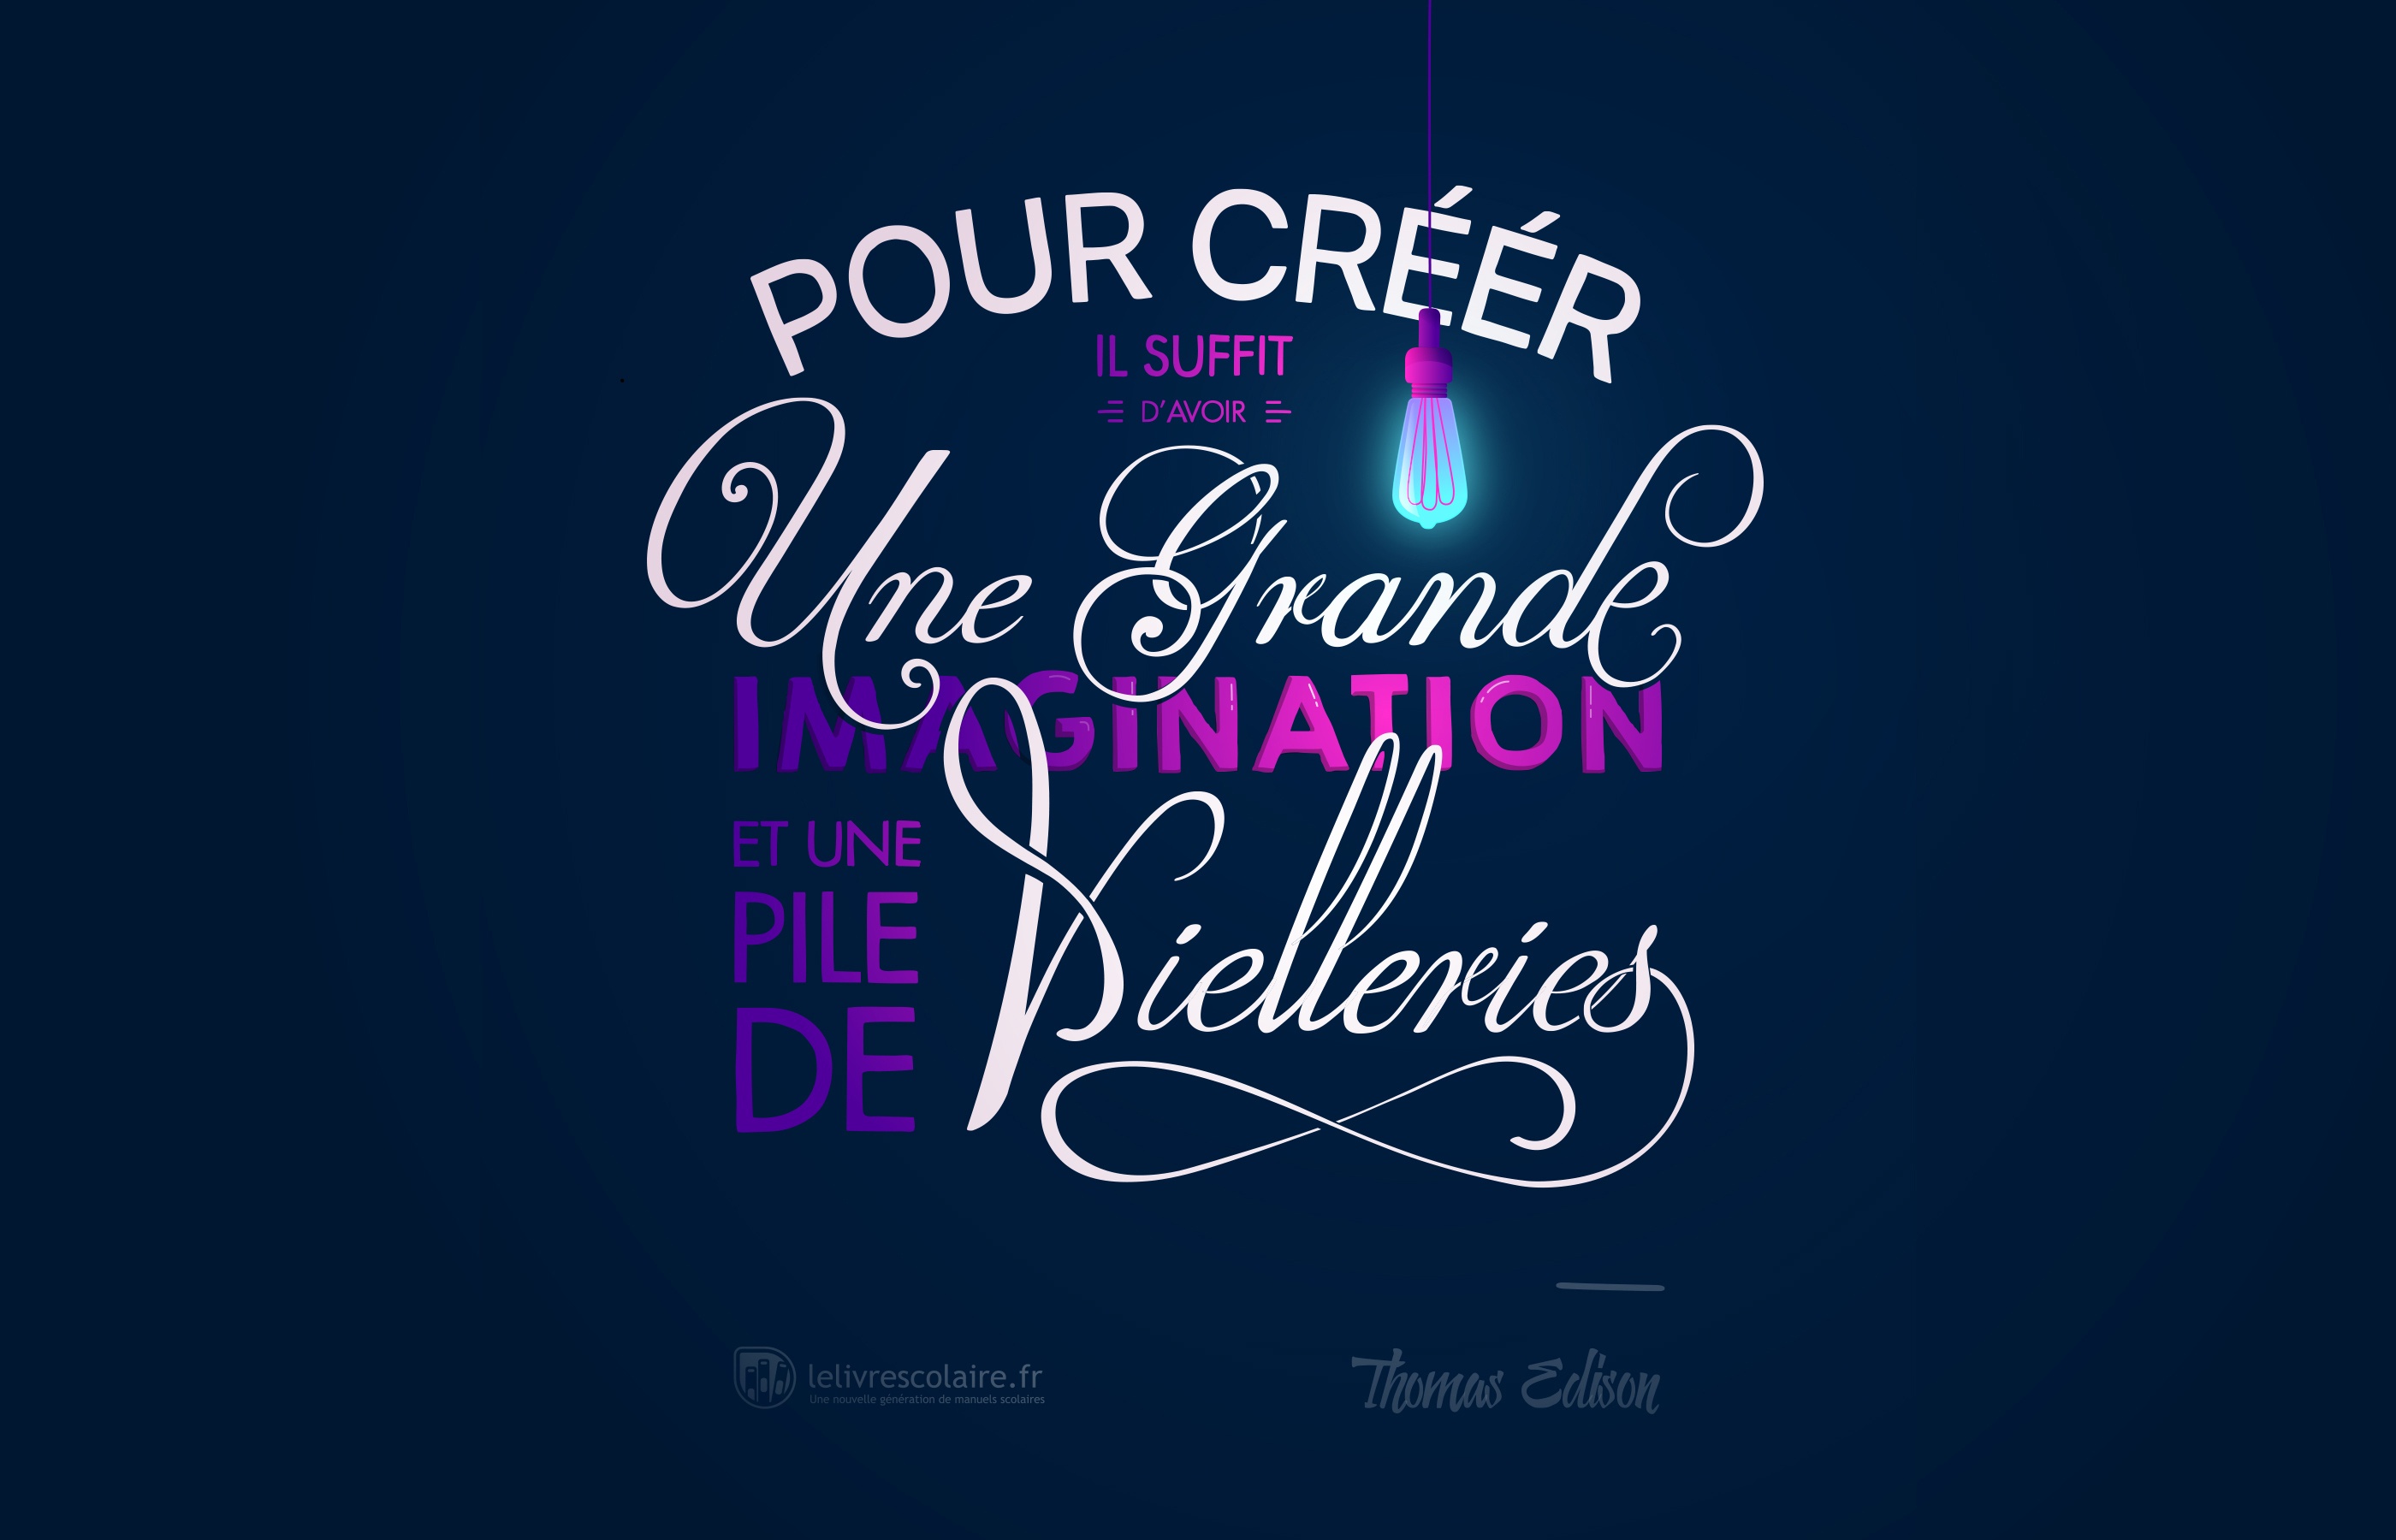 POUR CRÉÉR
IL SUFFIT
D'AVOIR
Une Grande
IMAGINATION
ET UNE
PILE
DE
Vielleries
lelivrescolaire.fr
Une nouvelle génération de manuels scolaires
Thomas Edison